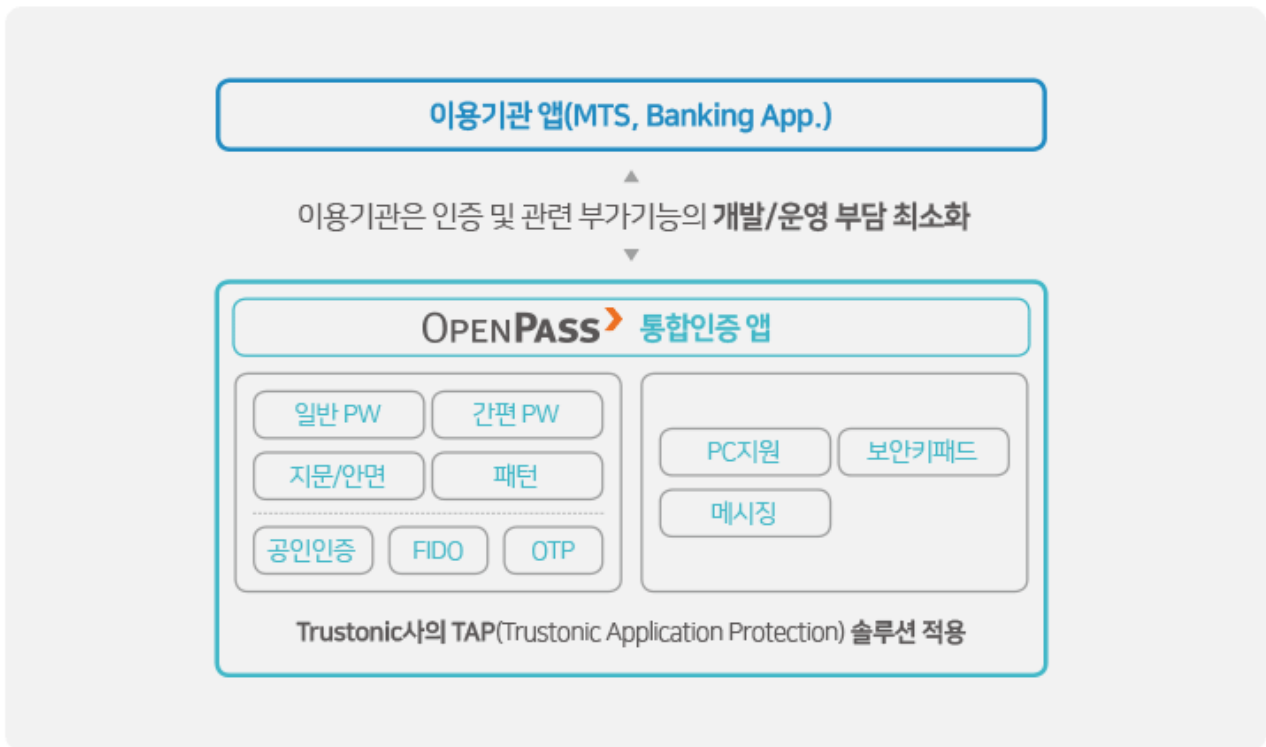 이용기관 앱(MTS, Banking App.)
이용기관은 인증 및 관련 부가기능의 개발/운영 부담 최소화
OPENPASS 통합인증 앱
일반 PW
간편 PW
지문/안면
패턴
공인인증
FIDO
OTP
PC지원
보안키패드
메시징
Trustonic사의 TAP(Trustonic Application Protection) 솔루션 적용